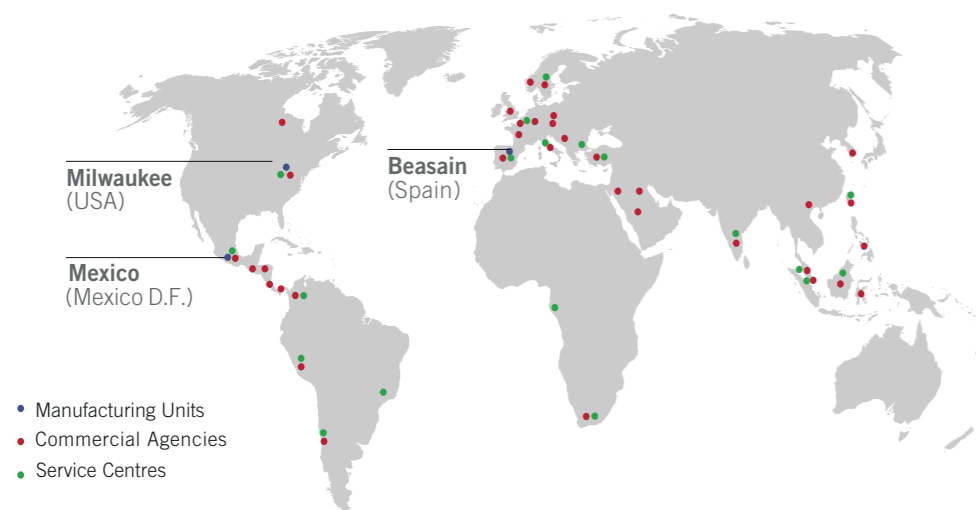 Milwaukee
(USA)
Beasain
(Spain)
Mexico
(Mexico D.F.)
Manufacturing Units
Commercial Agencies
Service Centres